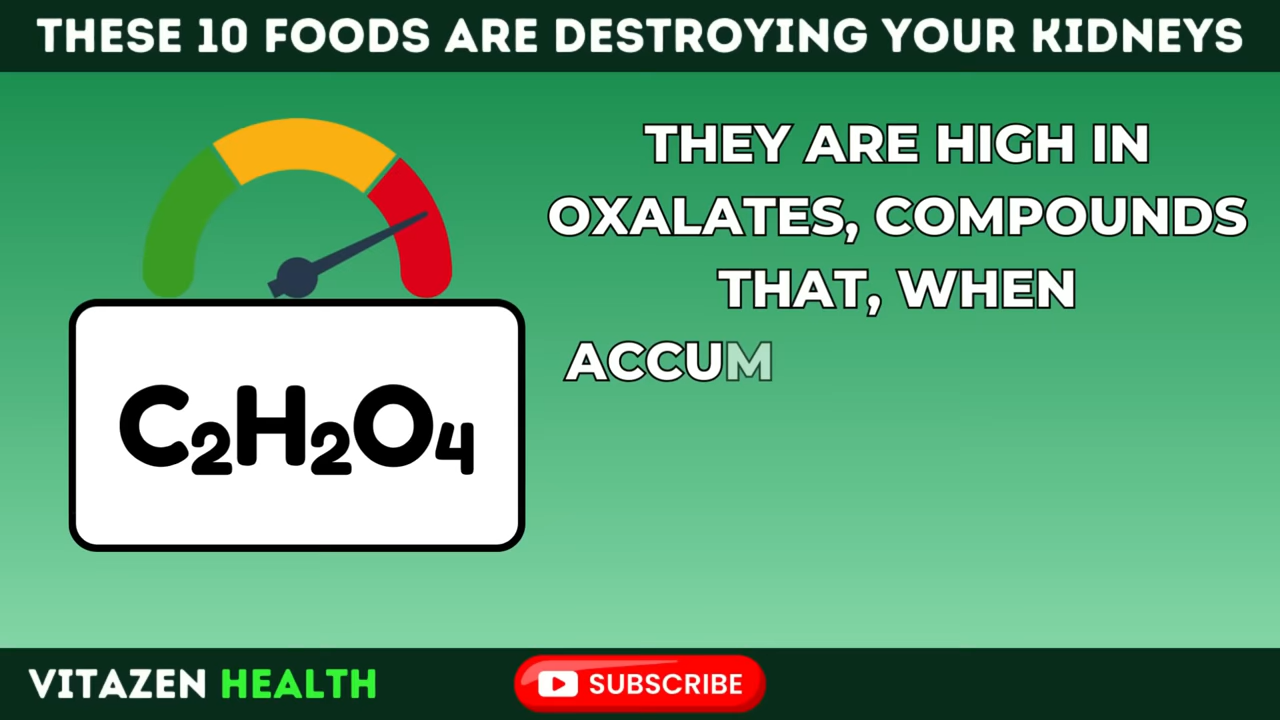 THESE 10 FOODS ARE DESTROYING YOUR KIDNEYS
THEY ARE HIGH IN
OXALATES, COMPOUNDS
THAT, WHEN
ACCUM
C₂H₂O₄
VITAZEN HEALTH
SUBSCRIBE